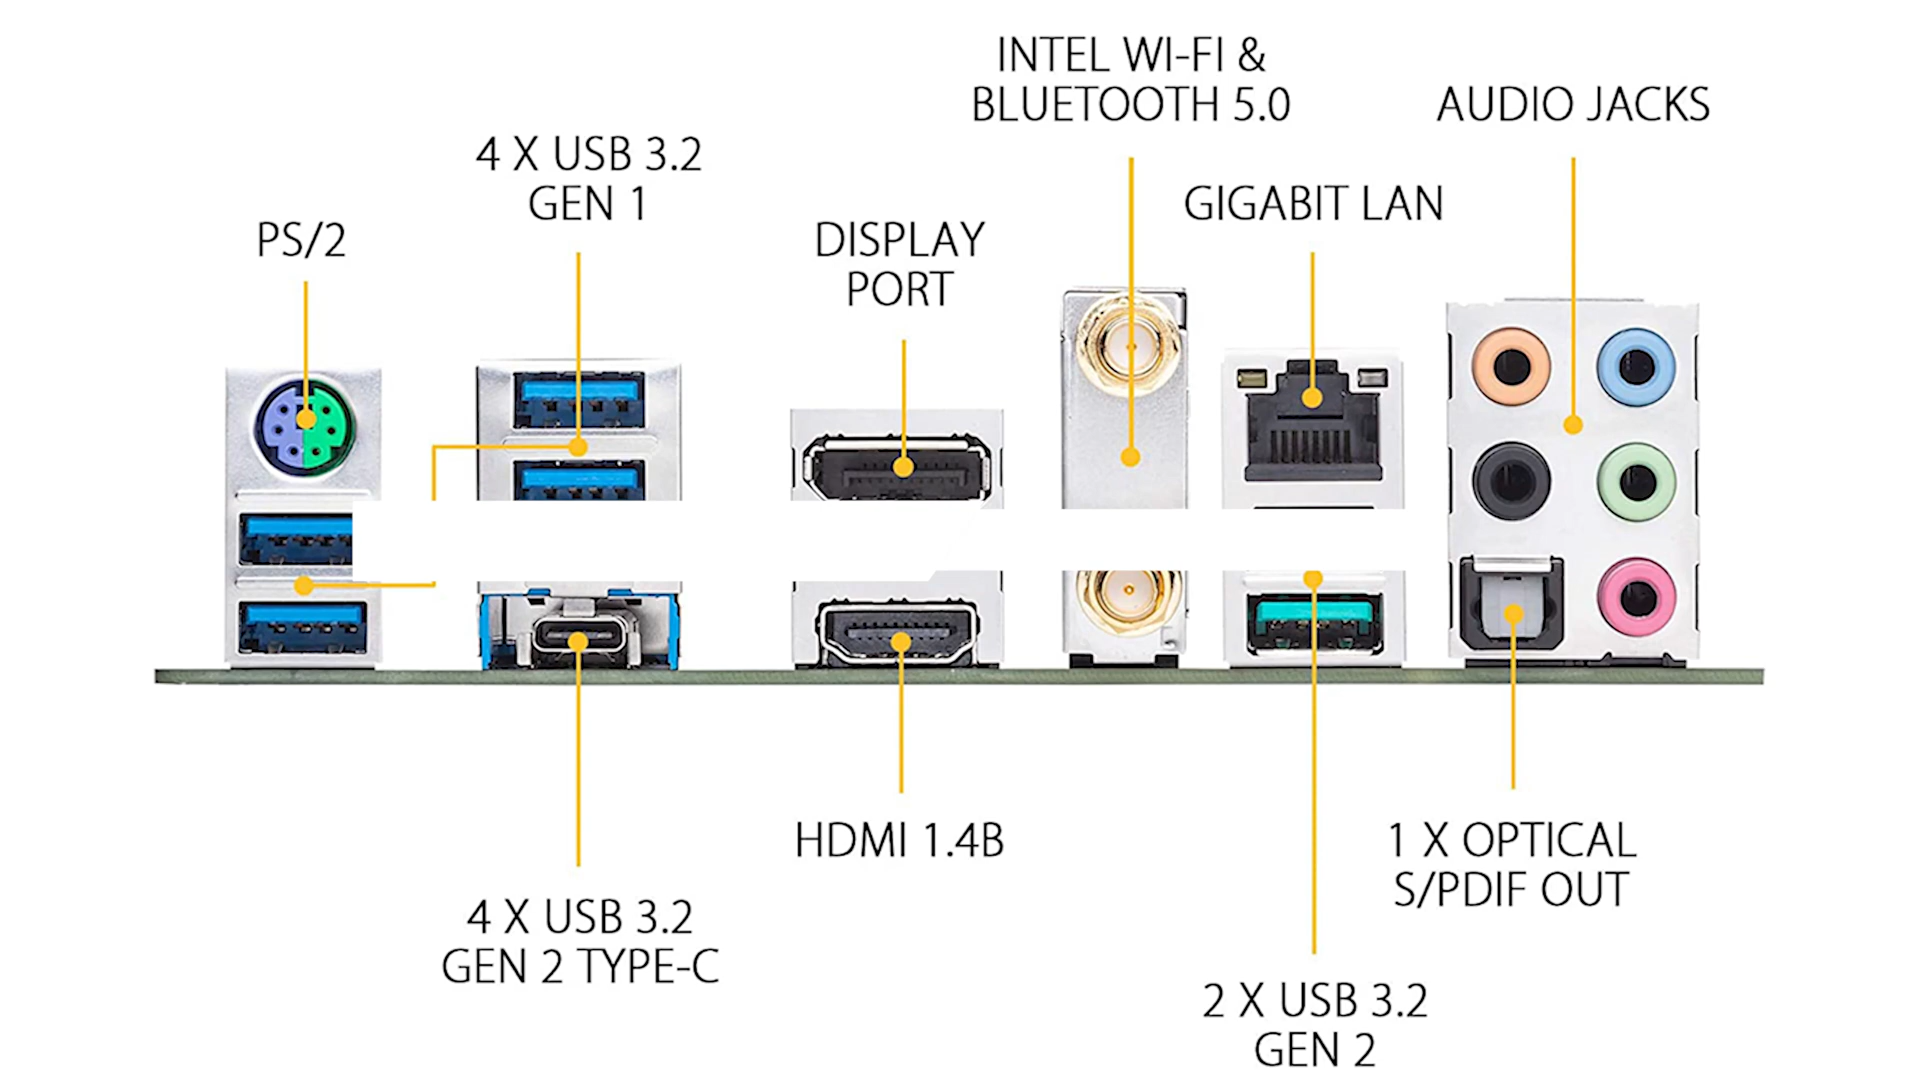 INTEL WI-FI &
BLUETOOTH 5.0
AUDIO JACKS
4 X USB 3.2
GEN 1
GIGABIT LAN
PS/2
DISPLAY
PORT
HDMI 1.4B
1 X OPTICAL
S/PDIF OUT
4 X USB 3.2
GEN 2 TYPE-C
2 X USB 3.2
GEN 2